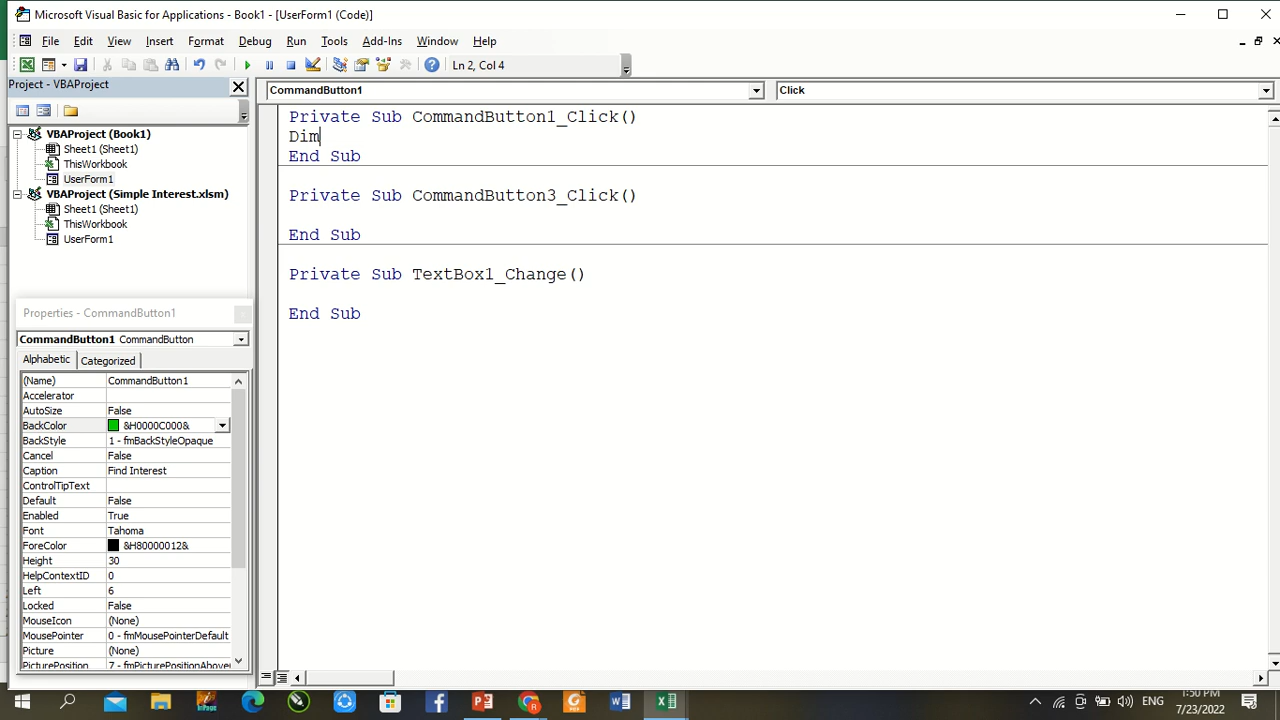 Microsoft Visual Basic for Applications - Book1 - [UserForm1 (Code)]
File Edit View Insert Format Debug Run Tools Add-Ins Window Help
Ln 2, Col 4
Project - VBAProject
VBAProject (Book1)
Sheet1 (Sheet1)
ThisWorkbook
UserForm1
VBAProject (Simple Interest.xlsm)
Sheet1 (Sheet1)
ThisWorkbook
UserForm1
Properties - CommandButton1
CommandButton1 CommandButton
Alphabetic Categorized
(Name) CommandButton1
Accelerator
AutoSize False
BackColor &H0000C000&
BackStyle 1 - fmBackStyleOpaque
Cancel False
Caption Find Interest
ControlTipText
Default False
Enabled True
Font Tahoma
ForeColor &H80000012&
Height 30
HelpContextID 0
Left 6
Locked False
MouseIcon (None)
MousePointer 0 - fmMousePointerDefault
Picture (None)
PicturePosition 7 - fmPicturePositionAbove
CommandButton1 Click
Private Sub CommandButton1_Click()
Dim
End Sub
Private Sub CommandButton3_Click()
End Sub
Private Sub TextBox1_Change()
End Sub
ENG
1:50 PM
7/23/2022